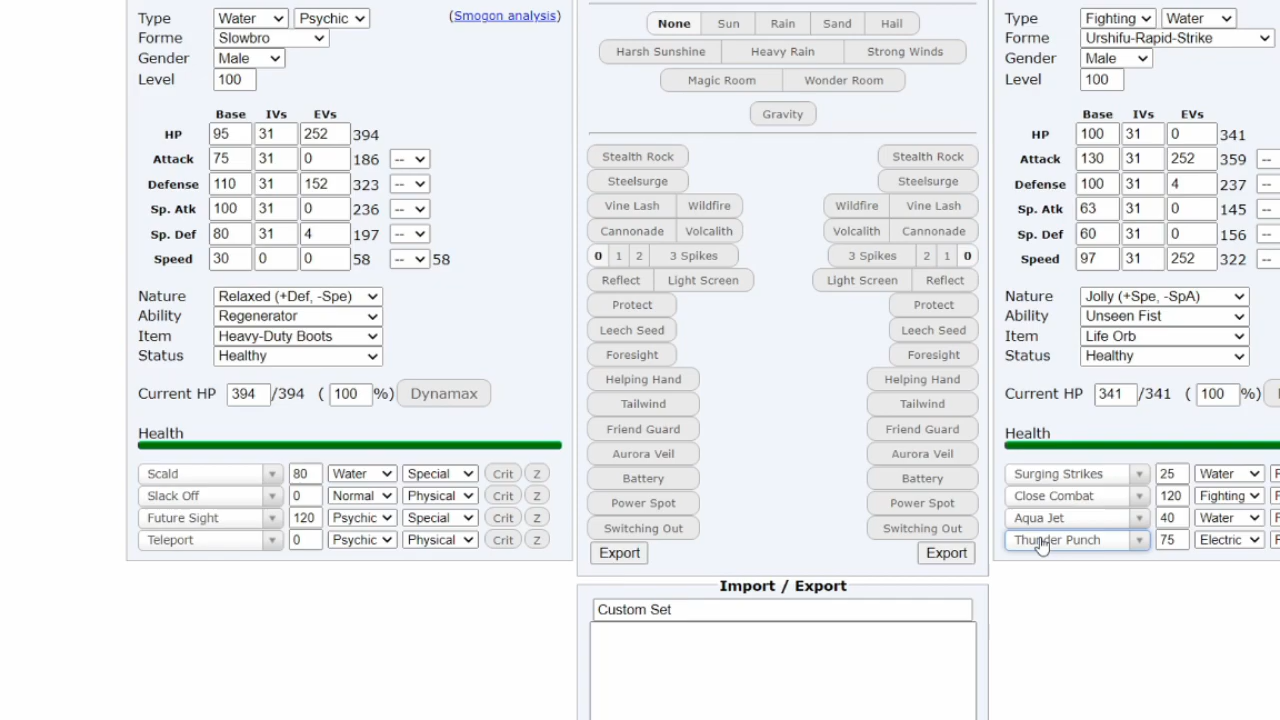 Type Water Psychic (Smogon analysis)
Forme Slowbro
Gender Male
Level 100
Base IVs EVs
HP 95 31 252 394
Attack 75 31 0 186 --
Defense 110 31 152 323 --
Sp. Atk 100 31 0 236 --
Sp. Def 80 31 4 197 --
Speed 30 0 0 58 -- 58
Nature Relaxed (+Def, -Spe)
Ability Regenerator
Item Heavy-Duty Boots
Status Healthy
Current HP 394 /394 ( 100 %) Dynamax
Health
Scald 80 Water Special Crit Z
Slack Off 0 Normal Physical Crit Z
Future Sight 120 Psychic Special Crit Z
Teleport 0 Psychic Physical Crit Z
None Sun Rain Sand Hail
Harsh Sunshine Heavy Rain Strong Winds
Magic Room Wonder Room
Gravity
Stealth Rock Stealth Rock
Steelsurge Steelsurge
Vine Lash Wildfire Wildfire Vine Lash
Cannonade Volcalith Volcalith Cannonade
0 1 2 3 Spikes 3 Spikes 2 1 0
Reflect Light Screen Light Screen Reflect
Protect Protect
Leech Seed Leech Seed
Foresight Foresight
Helping Hand Helping Hand
Tailwind Tailwind
Friend Guard Friend Guard
Aurora Veil Aurora Veil
Battery Battery
Power Spot Power Spot
Switching Out Switching Out
Export Export
Import / Export
Custom Set
Type Fighting Water
Forme Urshifu-Rapid-Strike
Gender Male
Level 100
Base IVs EVs
HP 100 31 0 341
Attack 130 31 252 359 --
Defense 100 31 4 237 --
Sp. Atk 63 31 0 145 --
Sp. Def 60 31 0 156 --
Speed 97 31 252 322 --
Nature Jolly (+Spe, -SpA)
Ability Unseen Fist
Item Life Orb
Status Healthy
Current HP 341 /341 ( 100 %)
Health
Surging Strikes 25 Water
Close Combat 120 Fighting
Aqua Jet 40 Water
Thunder Punch 75 Electric